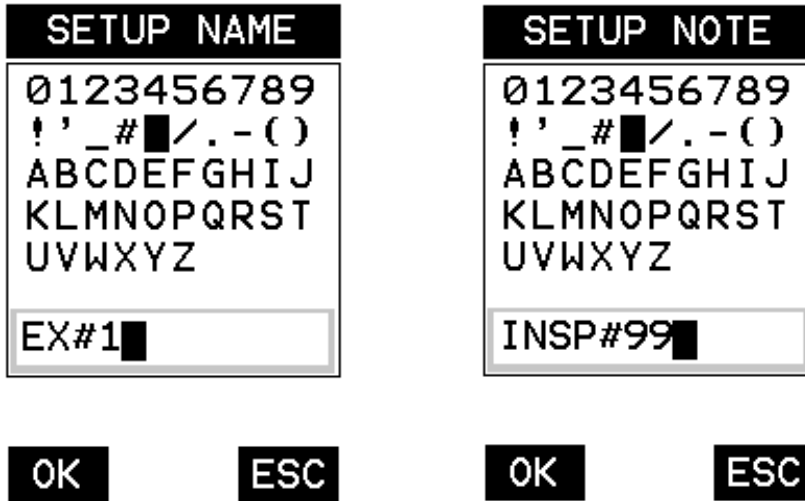 SETUP NAME
0123456789
!'_# /.-()
ABCDEFGHIJ
KLMNOPQRST
UVWXYZ
EX#1
OK ESC
SETUP NOTE
0123456789
!'_# /.-()
ABCDEFGHIJ
KLMNOPQRST
UVWXYZ
INSP#99
OK ESC